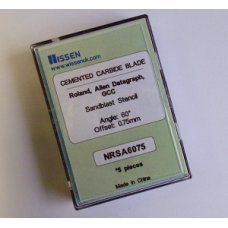 NISSEN
www.nissenuk.com
CEMENTED CARBIDE BLADE
Roland, Allen Datagraph,
GCC
Sandblast Stencil
Angle: 60°
Offset: 0.75mm
NRSA6075
*5 pieces
Made in China